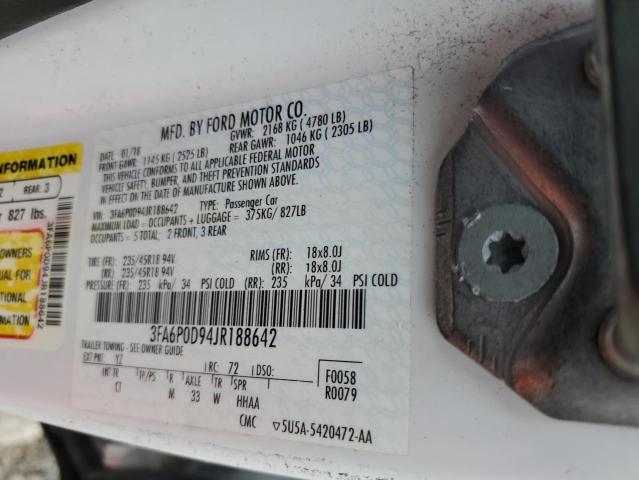 MFD. BY FORD MOTOR CO.
DATE: 01/18 GVWR: 2168 KG (4780 LB)
FRONT GAWR: 1145 KG (2525 LB) REAR GAWR: 1046 KG (2305 LB)
THIS VEHICLE CONFORMS TO ALL APPLICABLE FEDERAL MOTOR
VEHICLE SAFETY, BUMPER, AND THEFT PREVENTION STANDARDS
IN EFFECT ON THE DATE OF MANUFACTURE SHOWN ABOVE.
VIN: 3FA6P0D94JR188642 TYPE: Passenger Car
MAXIMUM LOAD = OCCUPANTS + LUGGAGE = 375KG/ 827LB
OCCUPANTS = 5 TOTAL; 2 FRONT, 3 REAR
TIRE (FR): 235/45R18 94V RIMS (FR): 18x8.0J
(RR): 235/45R18 94V (RR): 18x8.0J
PRESSURE (FR): 235 kPa/ 34 PSI COLD (RR): 235 kPa/ 34 PSI COLD
3FA6P0D94JR188642
TRAILER TOWING - SEE OWNER GUIDE
EXT PNT: YZ RC: 72 DSO: F0058
INT TR TP/PS R AXLE TR SPR R0079
CT M 33 W HHAA
CMC ▽5U5A-5420472-AA
INFORMATION
2 REAR: 3
827 lbs.
OWNERS
UAL FOR
ITIONAL
RMATION
3FA6P0D94JR188642